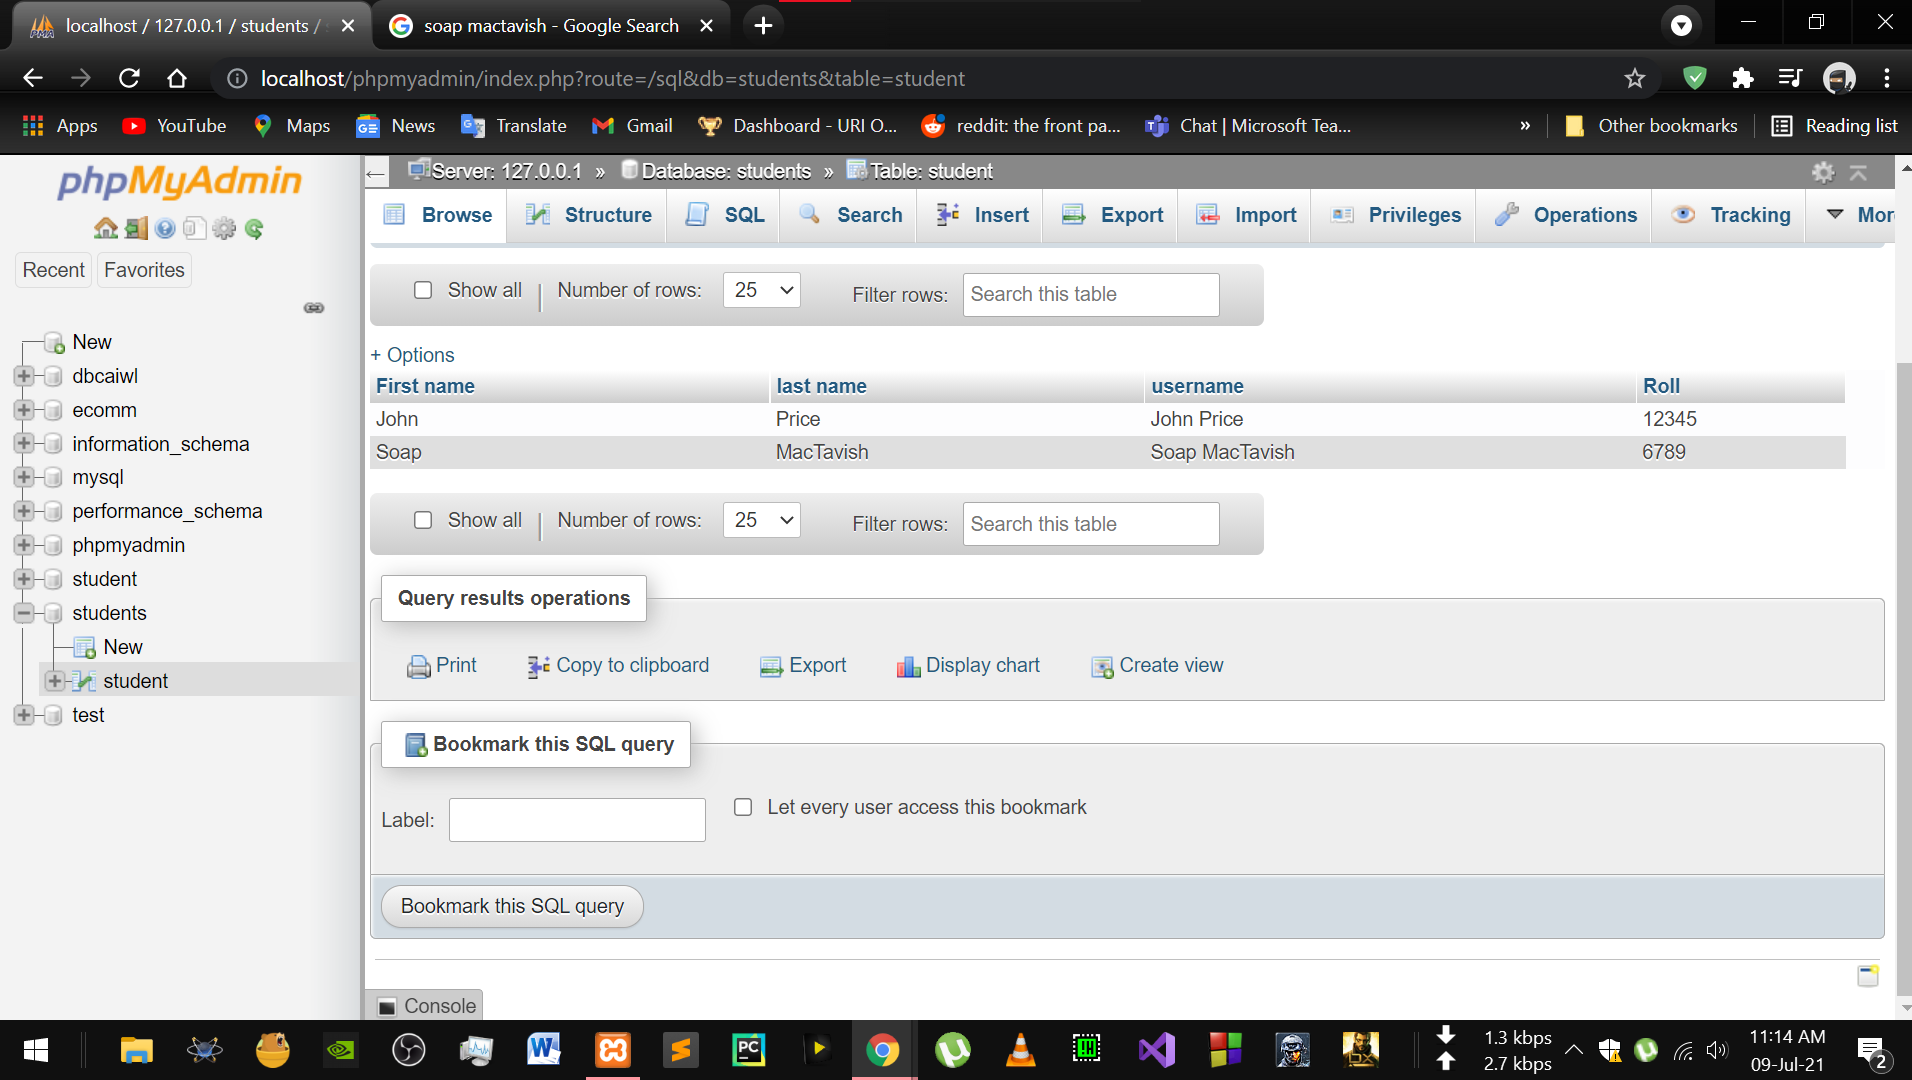 localhost / 127.0.0.1 / students /
soap mactavish - Google Search
localhost/phpmyadmin/index.php?route=/sql&db=students&table=student
Apps YouTube Maps News Translate Gmail Dashboard - URI O... reddit: the front pa... Chat | Microsoft Tea... » Other bookmarks Reading list
phpMyAdmin
Recent Favorites
New
dbcaiwl
ecomm
information_schema
mysql
performance_schema
phpmyadmin
student
students
New
student
test
Server: 127.0.0.1 » Database: students » Table: student
Browse Structure SQL Search Insert Export Import Privileges Operations Tracking Mor
Show all Number of rows: 25 Filter rows: Search this table
+ Options
First name last name username Roll
John Price John Price 12345
Soap MacTavish Soap MacTavish 6789
Show all Number of rows: 25 Filter rows: Search this table
Query results operations
Print Copy to clipboard Export Display chart Create view
Bookmark this SQL query
Label: Let every user access this bookmark
Bookmark this SQL query
Console
1.3 kbps
2.7 kbps
11:14 AM
09-Jul-21
2